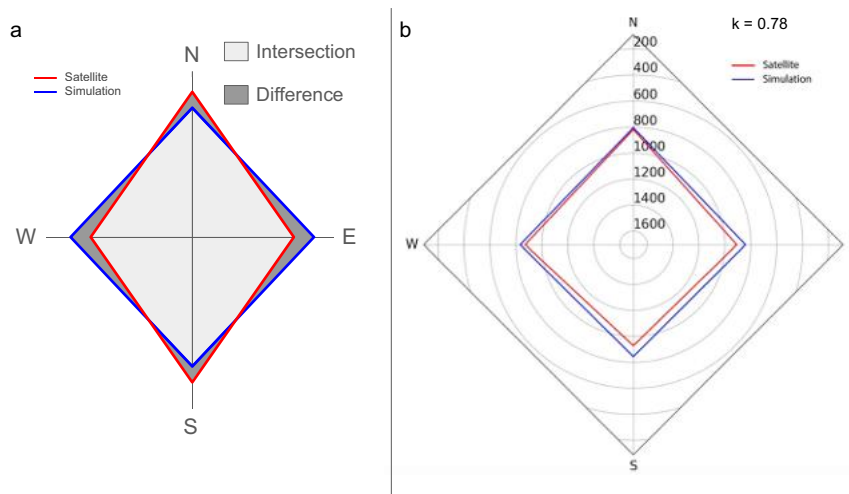 a
N
Intersection
Satellite
Simulation
Difference
W
E
S
b
N
k = 0.78
200
Satellite
400
Simulation
600
800
1000
1200
1400
1600
W
S